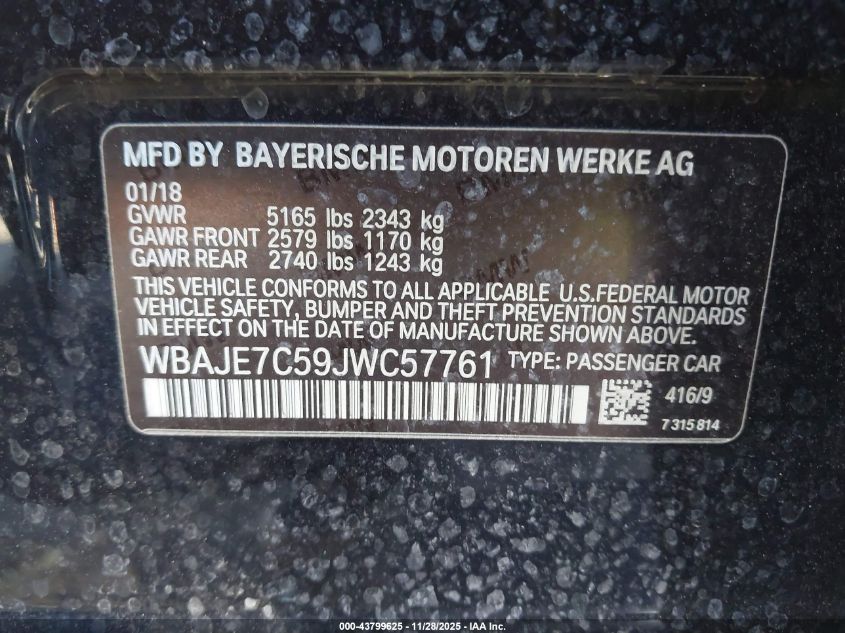 MFD BY BAYERISCHE MOTOREN WERKE AG
01/18
GVWR 5165 lbs 2343 kg
GAWR FRONT 2579 lbs 1170 kg
GAWR REAR 2740 lbs 1243 kg
THIS VEHICLE CONFORMS TO ALL APPLICABLE U.S.FEDERAL MOTOR
VEHICLE SAFETY, BUMPER AND THEFT PREVENTION STANDARDS
IN EFFECT ON THE DATE OF MANUFACTURE SHOWN ABOVE.
WBAJE7C59JWC57761 TYPE: PASSENGER CAR
416/9
7 315 814
000-43799625 - 11/28/2025 - IAA Inc.